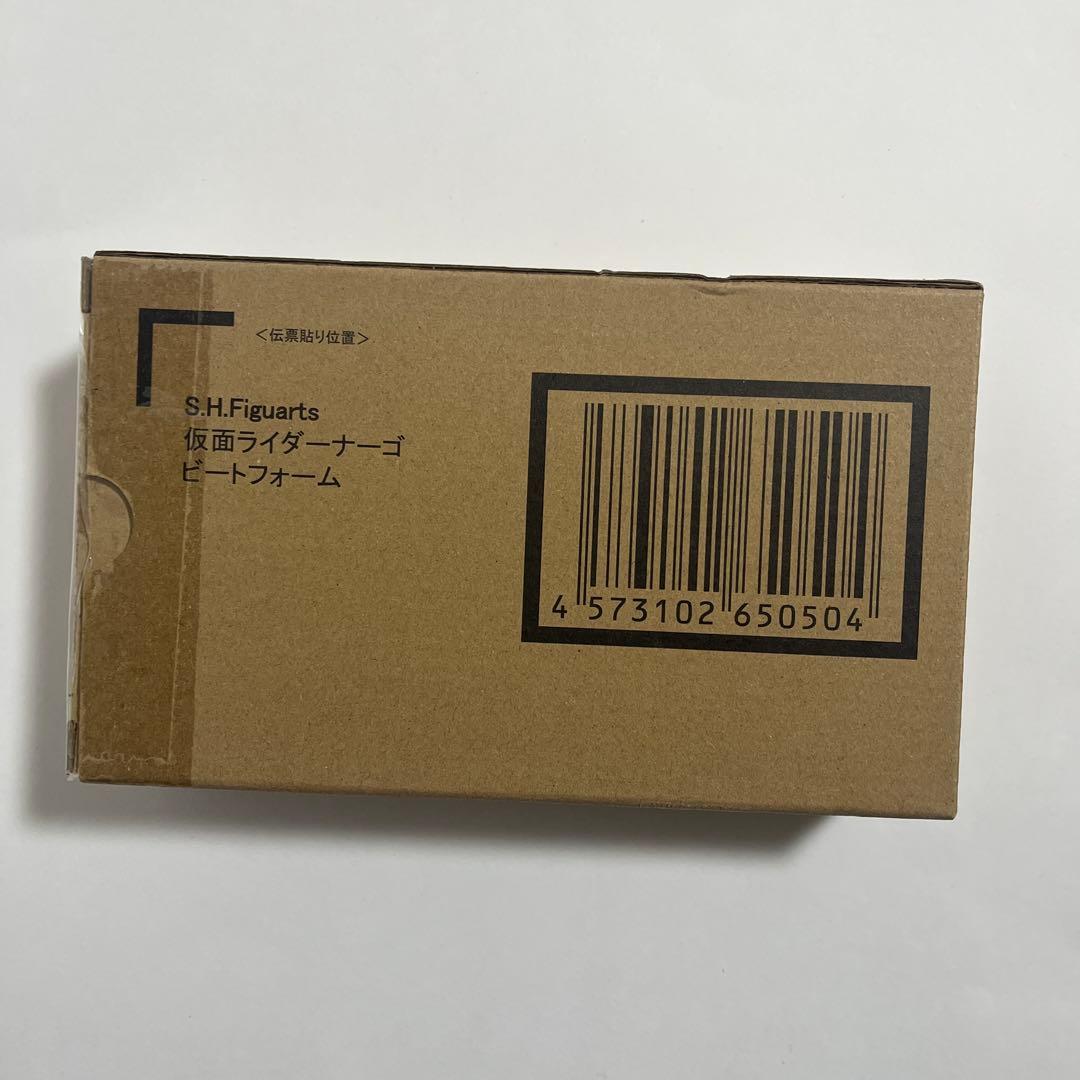 <伝票貼り位置>
S.H.Figuarts
仮面ライダーナーゴ
ビートフォーム
4 573102 650504